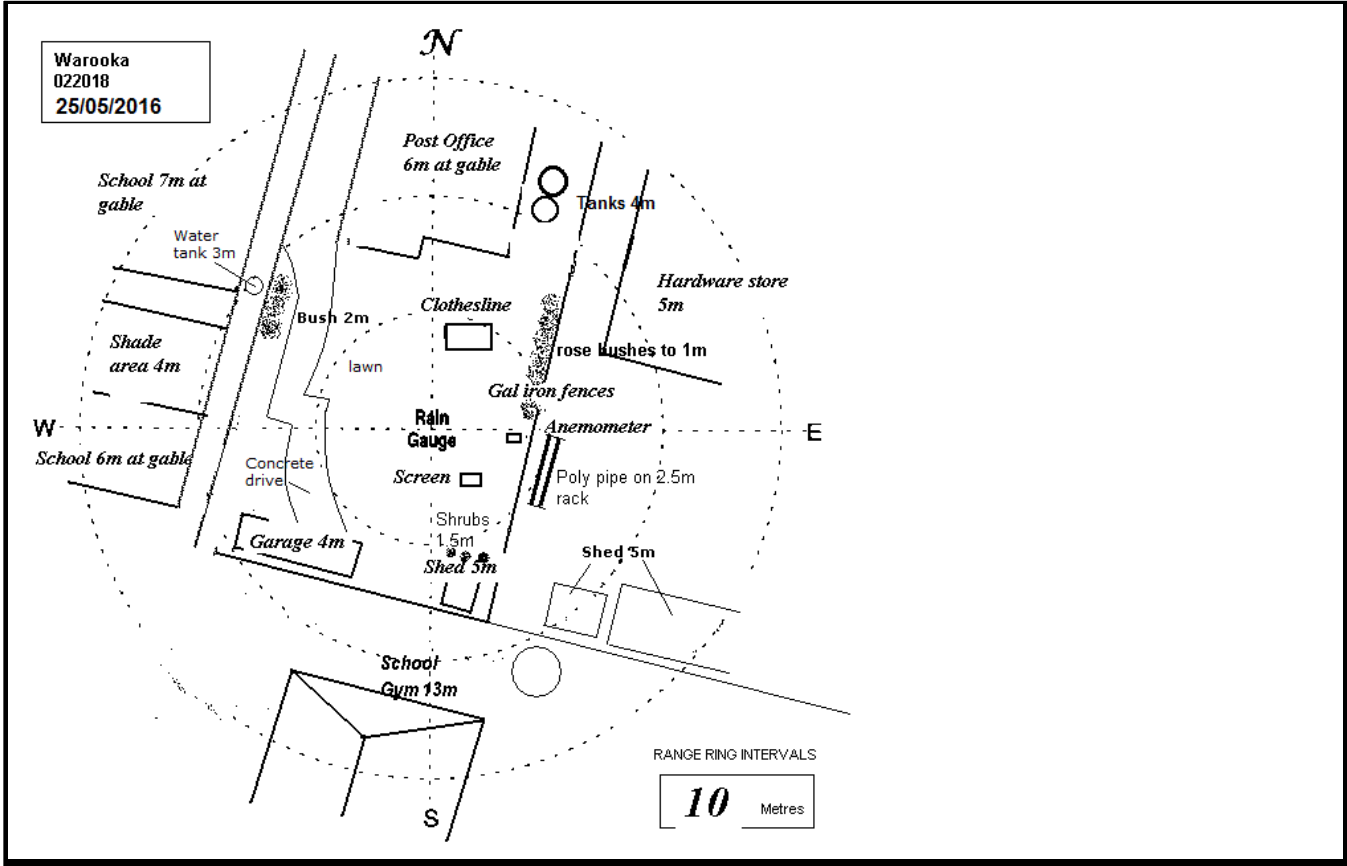 N
Warooka
022018
25/05/2016
Post Office
6m at gable
School 7m at
gable
Tanks 4m
Water
tank 3m
Hardware store
5m
Clothesline
Bush 2m
Shade
area 4m
rose bushes to 1m
lawn
Gal iron fences
Rain
Gauge
Anemometer
W
E
School 6m at gable
Concrete
drive
Screen
Poly pipe on 2.5m
rack
Shrubs
1.5m
Garage 4m
Shed 5m
Shed 5m
School
Gym 13m
RANGE RING INTERVALS
10 Metres
S